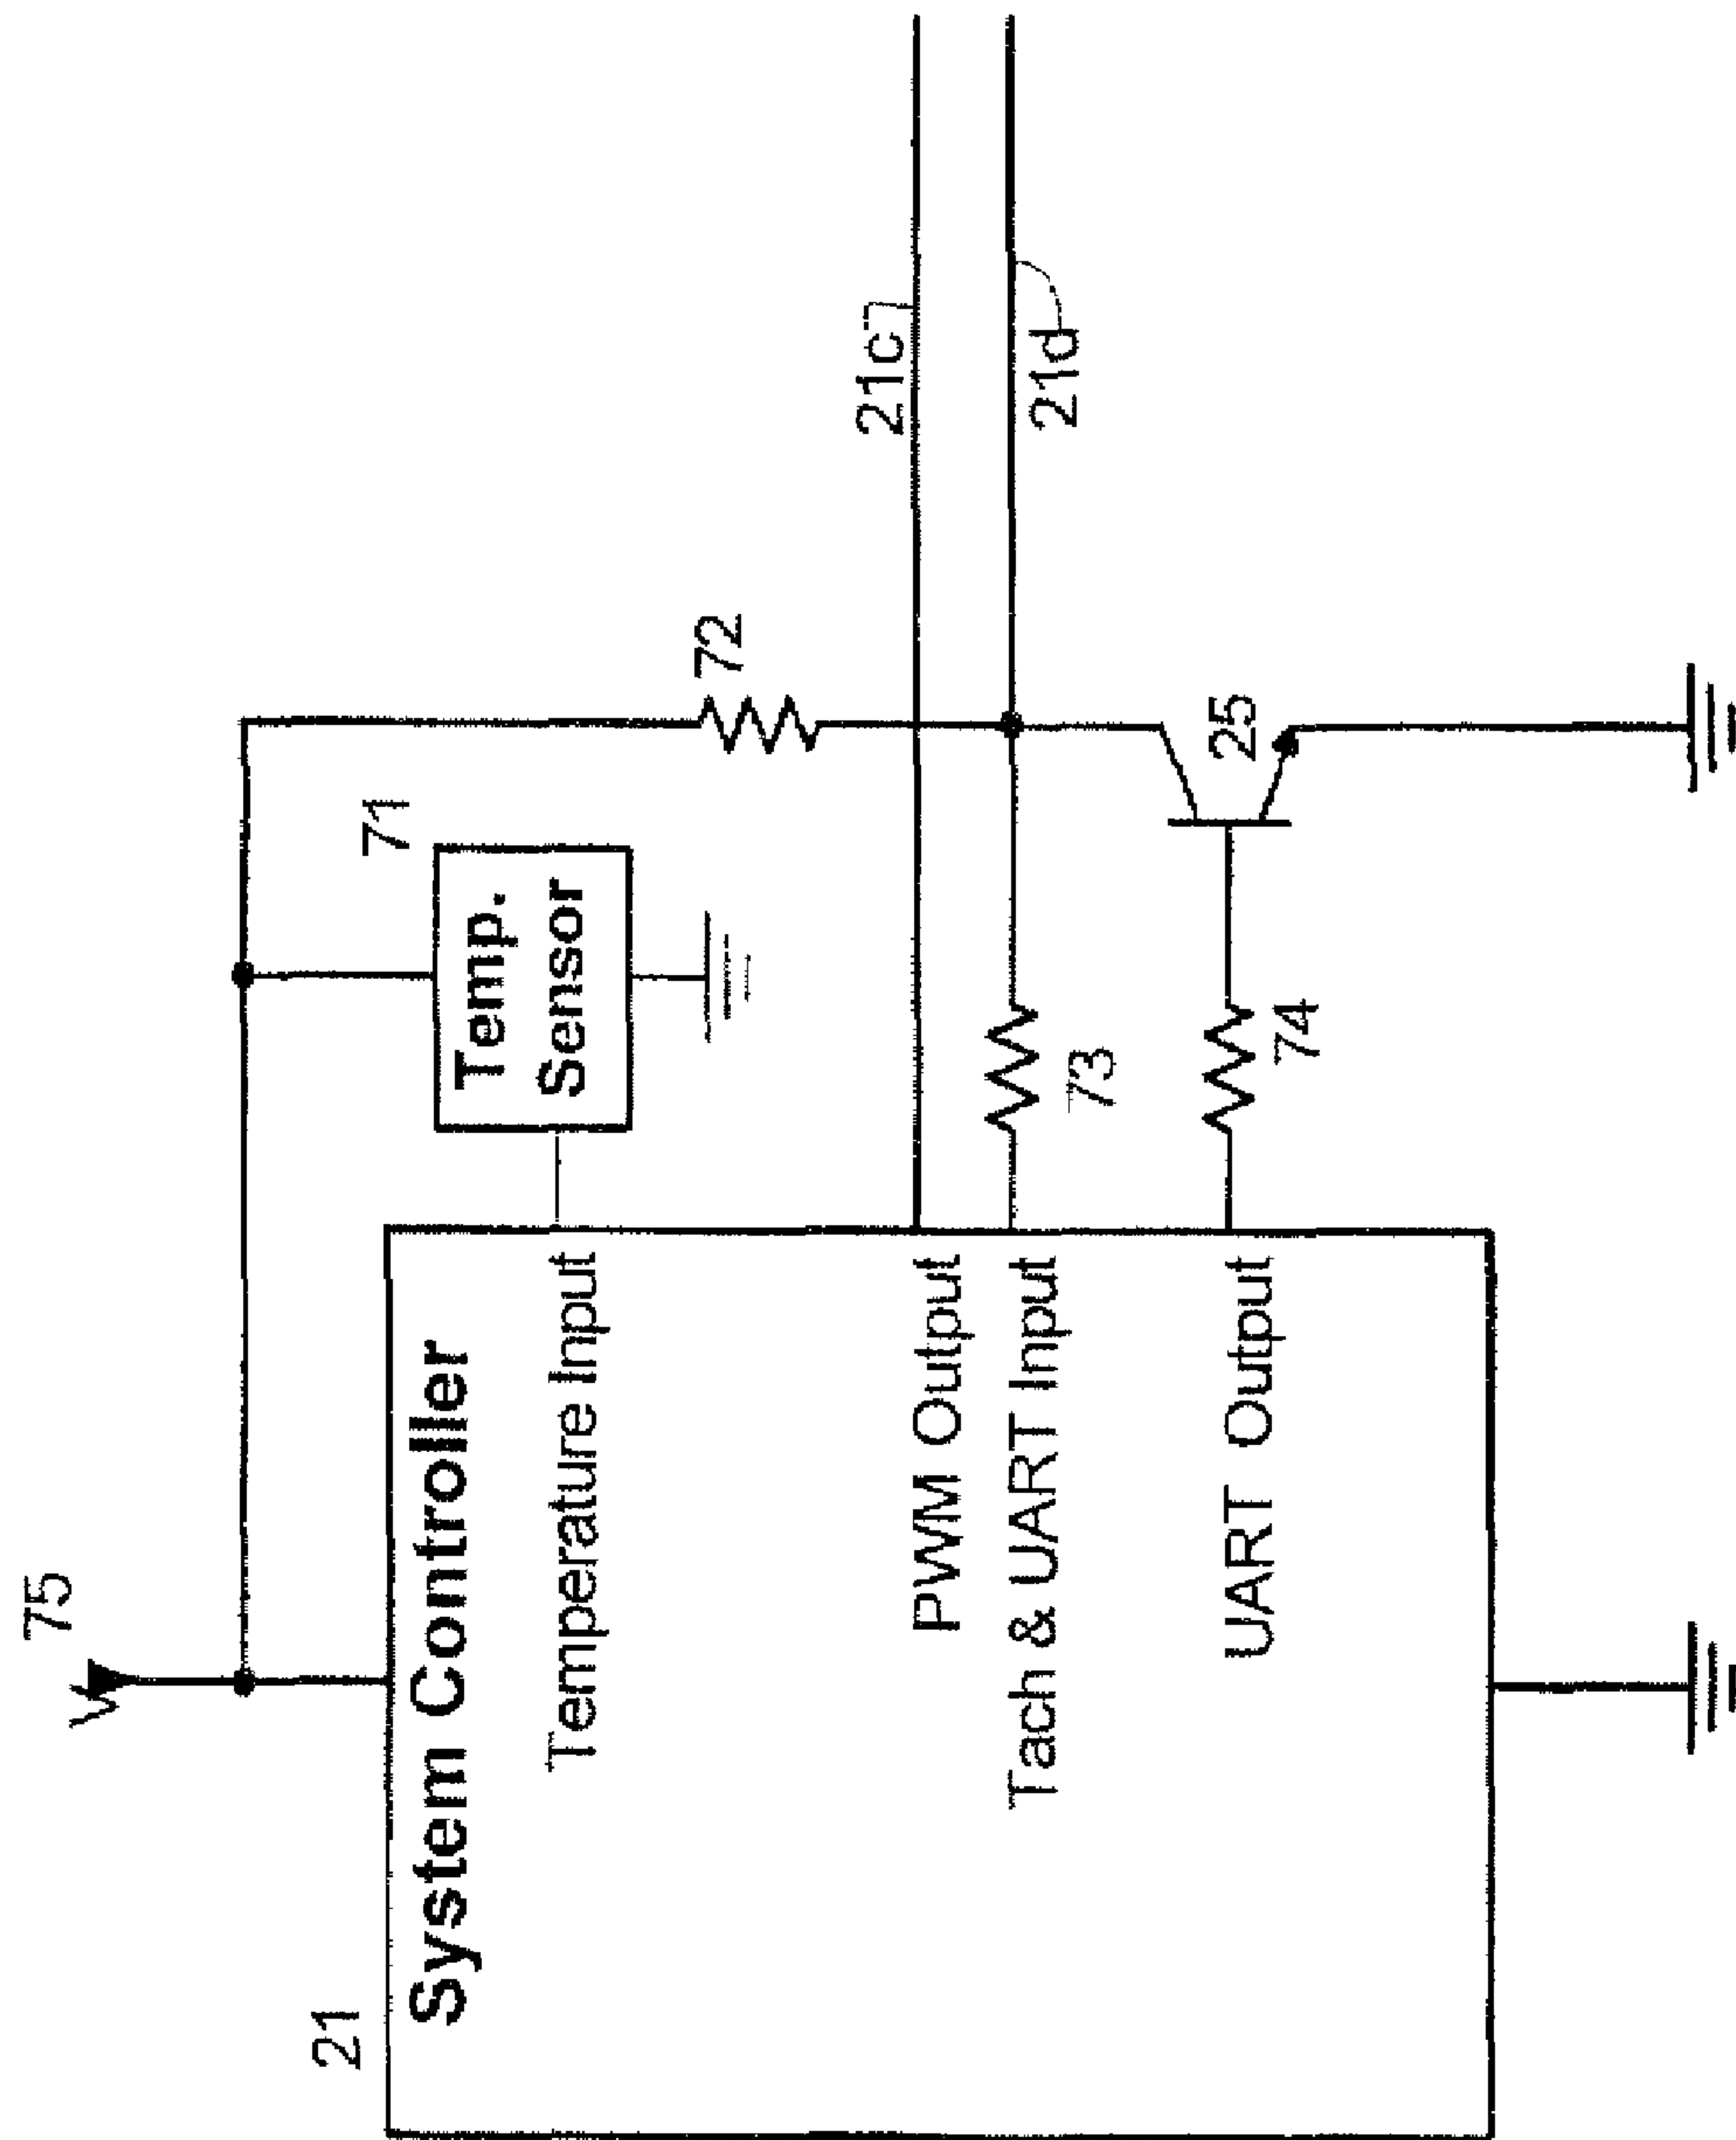 75
V
21
System Controller
Temperature Input
PWM Output
Tach & UART Input
UART Output
71
Temp.
Sensor
72
73
74
25
21c
21d